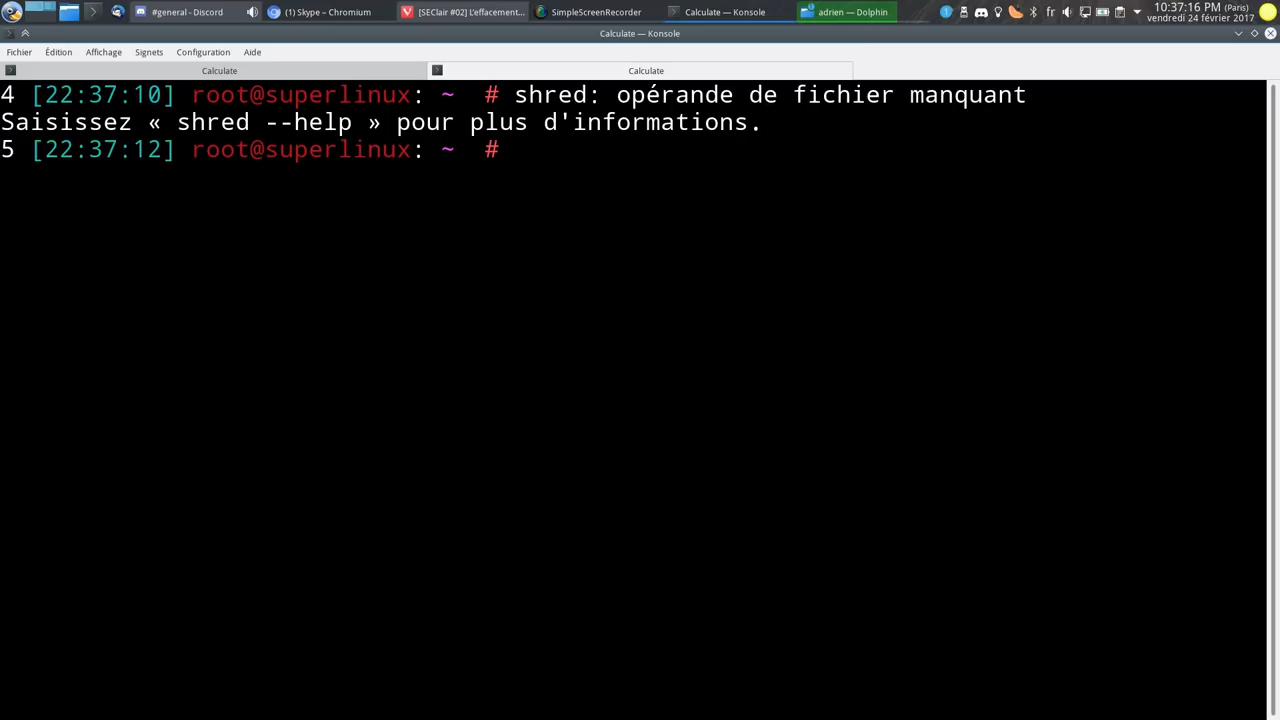 #general - Discord
(1) Skype – Chromium
[SEClair #02] L'effacement...
SimpleScreenRecorder
Calculate — Konsole
adrien — Dolphin
fr
10:37:16 PM (Paris)
vendredi 24 février 2017
Calculate — Konsole
Fichier Édition Affichage Signets Configuration Aide
Calculate
Calculate
4 [22:37:10] root@superlinux: ~ # shred: opérande de fichier manquant
Saisissez « shred --help » pour plus d'informations.
5 [22:37:12] root@superlinux: ~ #